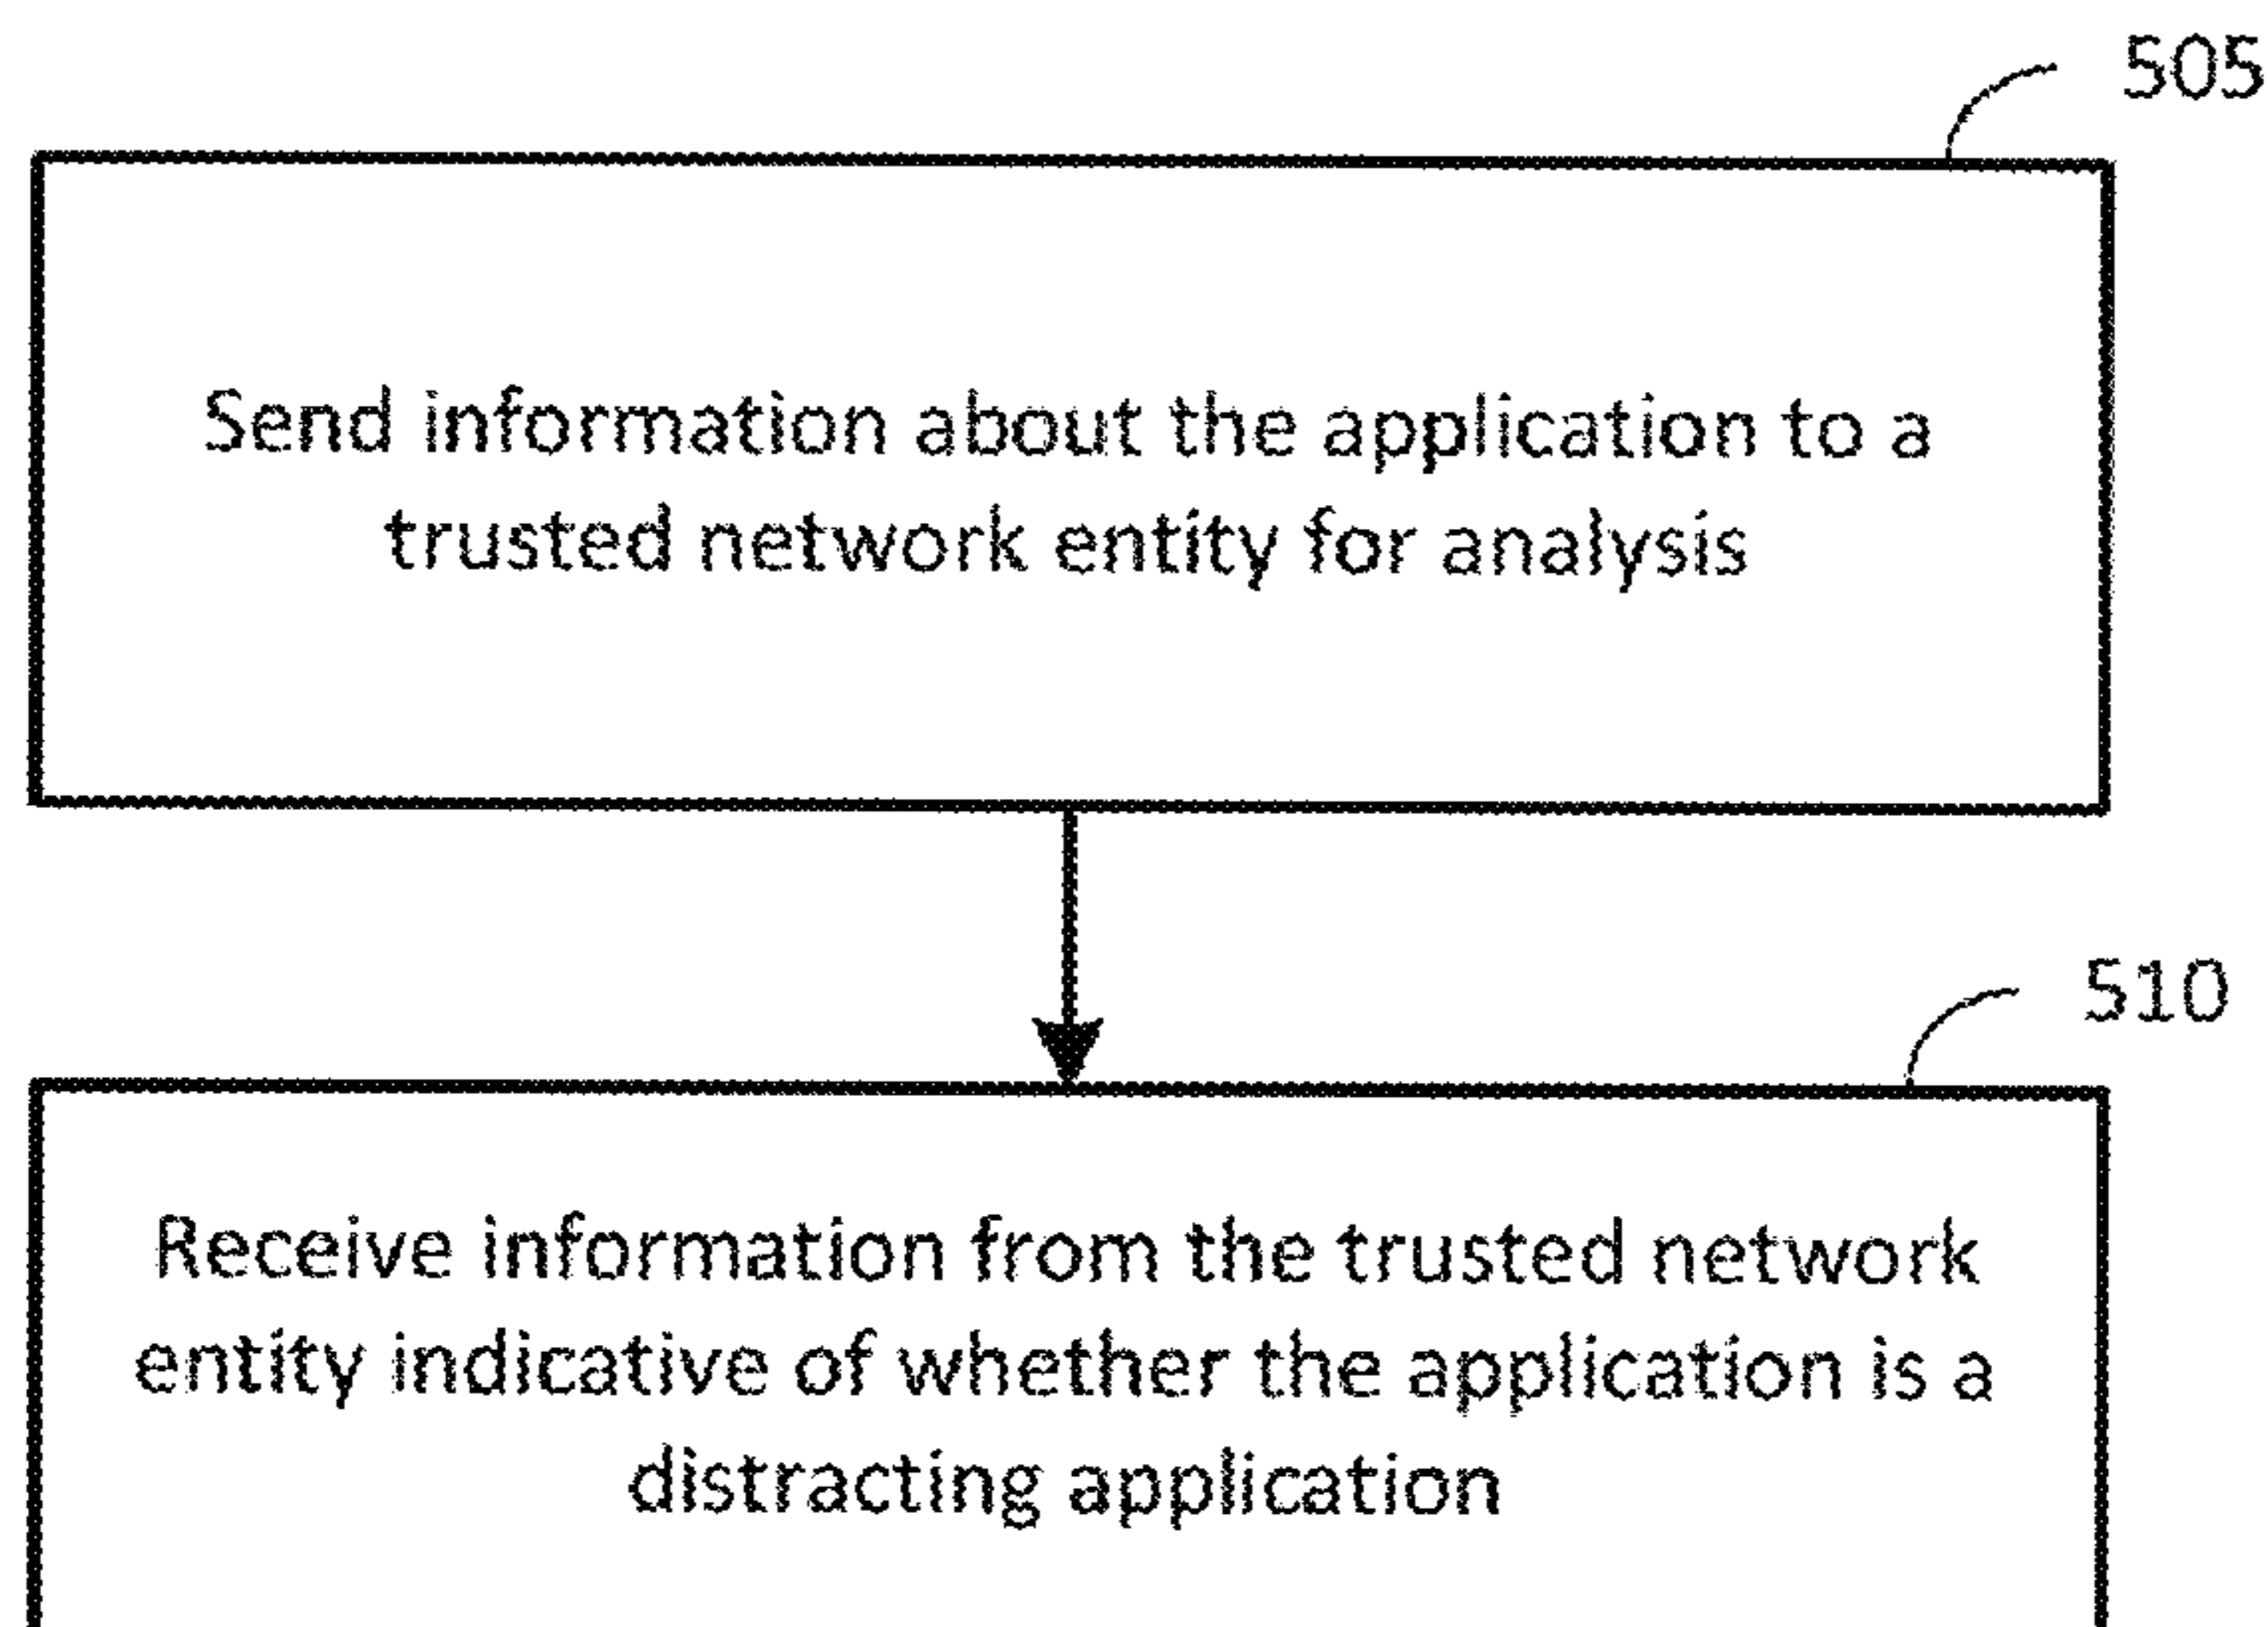 505
Send information about the application to a
trusted network entity for analysis
510
Receive information from the trusted network
entity indicative of whether the application is a
distracting application